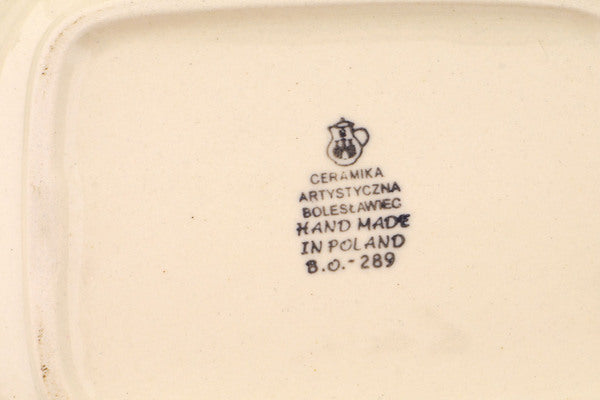 CERAMIKA
ARTYSTYCZNA
BOLESŁAWIEC
HAND MADE
IN POLAND
B.O.-289